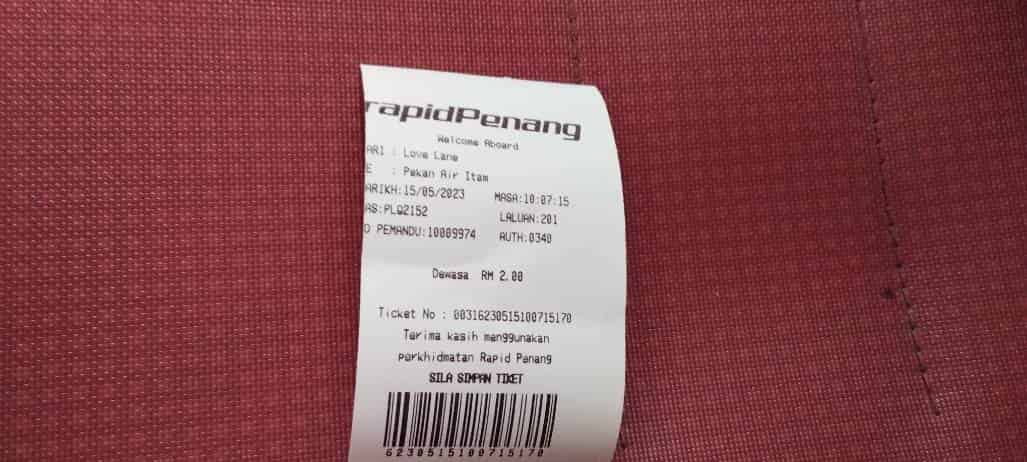 rapidPenang
Welcome Aboard
ARI : Love Lane
E : Pekan Air Itam
ARIKH:15/05/2023 MASA:10:07:15
AS:PLQ2152 LALUAN:201
D PEMANDU:10009974 AUTH:0340
Dewasa RM 2.00
Ticket No : 00316230515100715170
Terima kasih menggunakan
perkhidmatan Rapid Penang
SILA SIMPAN TIKET
6230515100715170